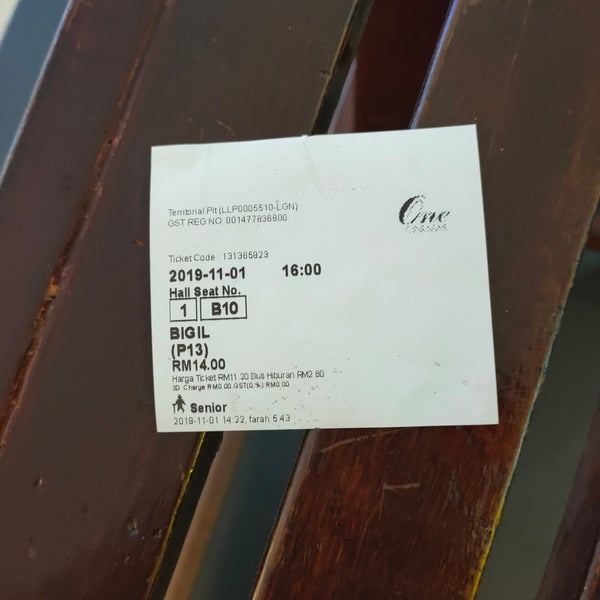 Territorial Plt (LLP0005510-LGN)
GST REG NO. 001477836800
One
Ticket Code : 131365923
2019-11-01 16:00
Hall Seat No.
1 B10
BIGIL
(P13)
RM14.00
Harga Ticket RM11.20 Duti Hiburan RM2.80
3D Charge RM0.00 GST(0.%) RM0.00
Senior
2019-11-01 14:22, farah 5.43